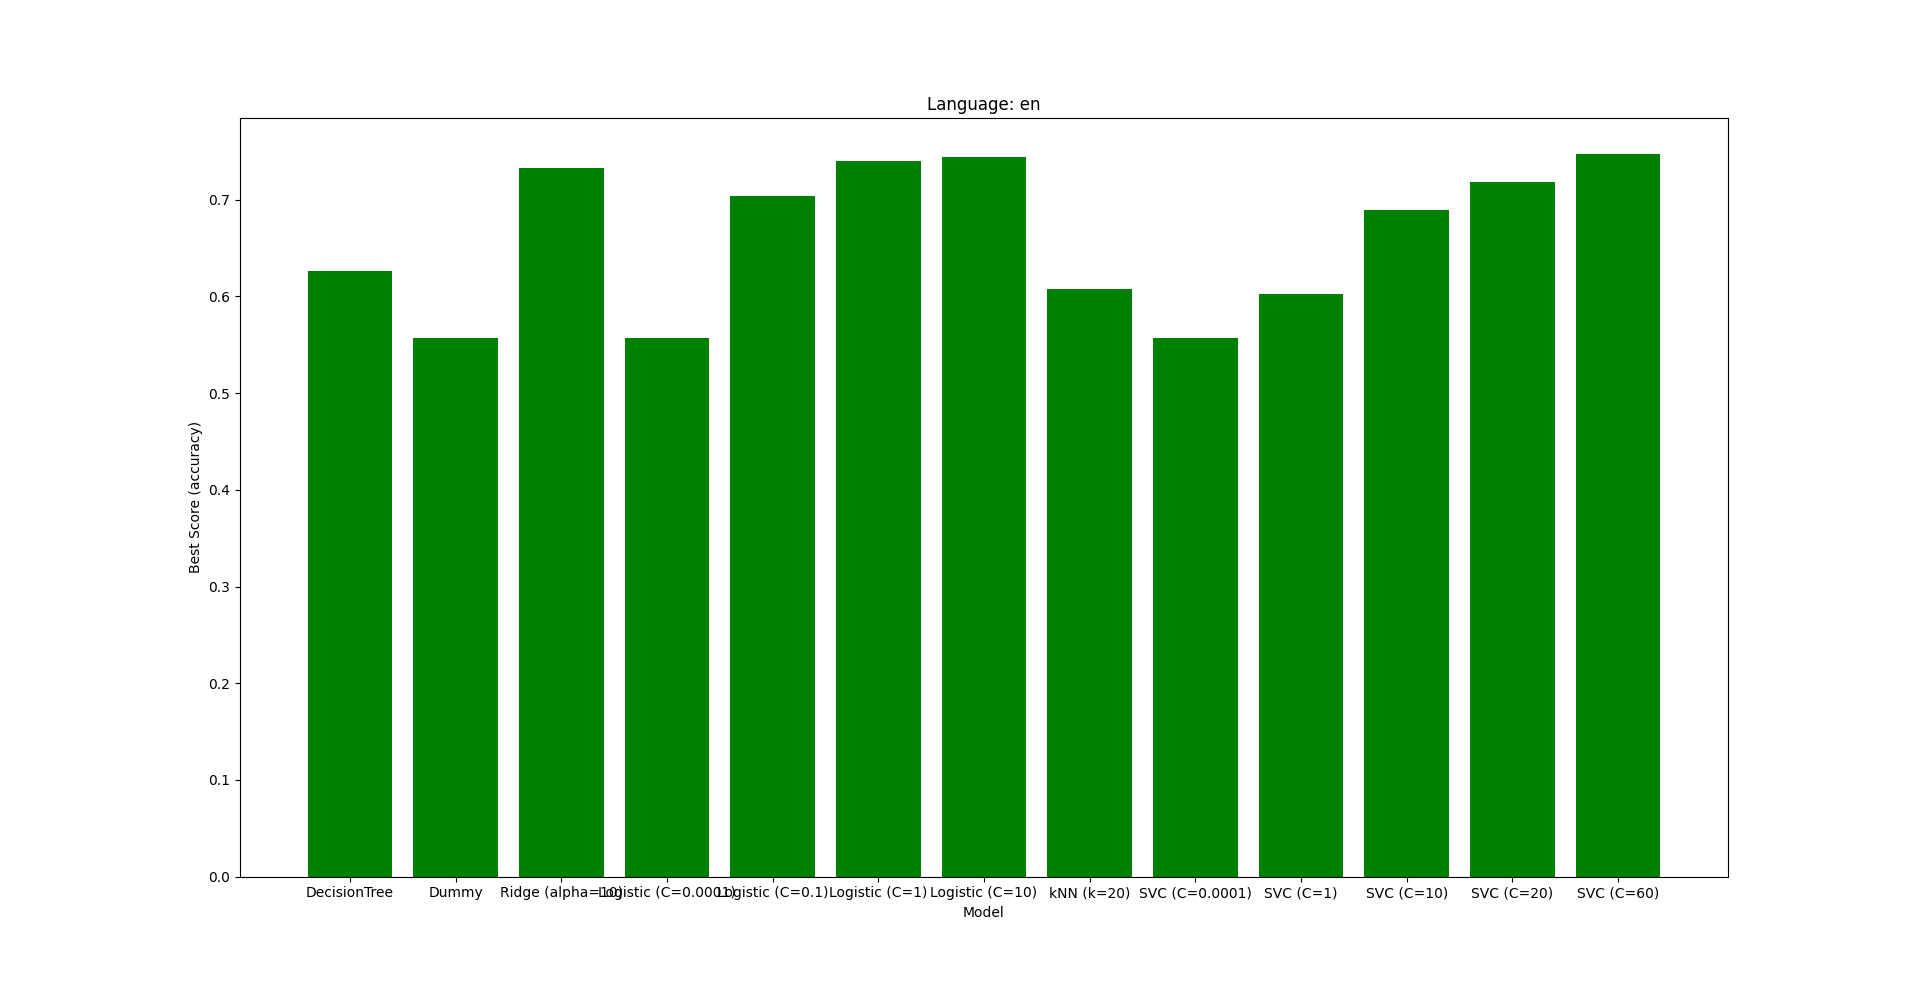 Language: en
Best Score (accuracy)
0.7
0.6
0.5
0.4
0.3
0.2
0.1
0.0
DecisionTree
Dummy
Ridge (alpha=10)
Logistic (C=0.0001)
Logistic (C=0.1)
Logistic (C=1)
Logistic (C=10)
kNN (k=20)
SVC (C=0.0001)
SVC (C=1)
SVC (C=10)
SVC (C=20)
SVC (C=60)
Model